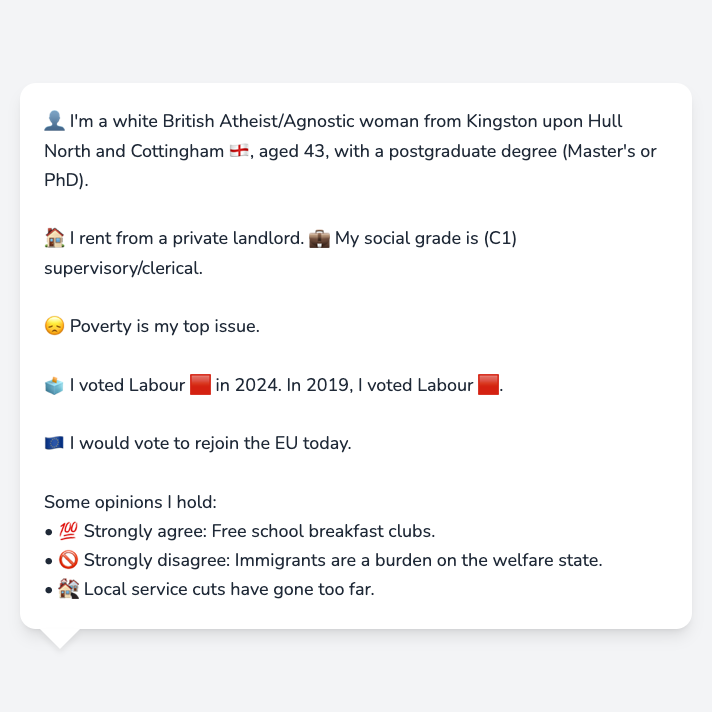 👤 I'm a white British Atheist/Agnostic woman from Kingston upon Hull
North and Cottingham 🏴󠁧󠁢󠁥󠁮󠁧󠁿, aged 43, with a postgraduate degree (Master's or
PhD).
🏠 I rent from a private landlord. 💼 My social grade is (C1)
supervisory/clerical.
😞 Poverty is my top issue.
🗳️ I voted Labour 🟥 in 2024. In 2019, I voted Labour 🟥.
🇪🇺 I would vote to rejoin the EU today.
Some opinions I hold:
• 💯 Strongly agree: Free school breakfast clubs.
• 🚫 Strongly disagree: Immigrants are a burden on the welfare state.
• 🏘️ Local service cuts have gone too far.